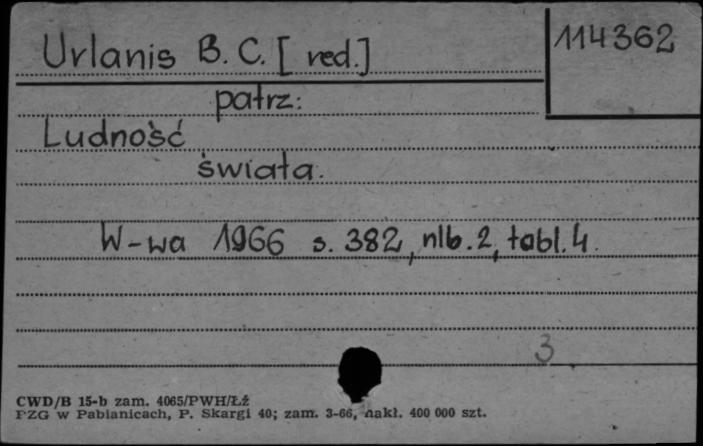 Urlanis B. C. [red.]
114362
patrz:
Ludność
świata.
W-wa 1966 s. 382, nlb. 2, tabl. 4.
3
CWD/B 15-b zam. 4065/PWH/Łź
PZG w Pabianicach, P. Skargi 40; zam. 3-66, nakł. 400 000 szt.